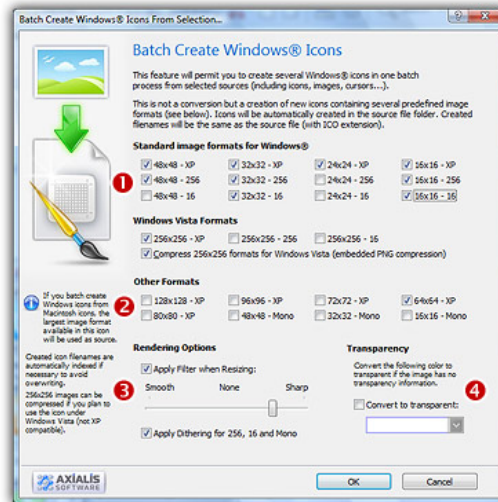 Batch Create Windows® Icons From Selection...
Batch Create Windows® Icons
This feature will permit you to create several Windows® icons in one batch
process from selected sources (including icons, images, cursors...).
This is not a conversion but a creation of new icons containing several predefined image
formats (see below). Icons will be automatically created in the source file folder. Created
filenames will be the same as the source file (with ICO extension).
Standard image formats for Windows®
48x48 - XP 32x32 - XP 24x24 - XP 16x16 - XP
1 48x48 - 256 32x32 - 256 24x24 - 256 16x16 - 256
48x48 - 16 32x32 - 16 24x24 - 16 16x16 - 16
Windows Vista Formats
256x256 - XP 256x256 - 256 256x256 - 16
Compress 256x256 formats for Windows Vista (embedded PNG compression)
Other Formats
2 128x128 - XP 96x96 - XP 72x72 - XP 64x64 - XP
80x80 - XP 48x48 - Mono 32x32 - Mono 16x16 - Mono
If you batch create
Windows icons from
Macintosh icons, the
largest image format
available in this icon
will be used as source.
Created icon filenames are
automatically indexed if
necessary to avoid
overwriting.
256x256 images can be
compressed if you plan to
use the icon under
Windows Vista (not XP
compatible).
Rendering Options
Apply Filter when Resizing:
3 Smooth None Sharp
Apply Dithering for 256, 16 and Mono
Transparency
Convert the following color to
transparent if the image has no
transparency information.
4
Convert to transparent:
AXIALIS
SOFTWARE
OK Cancel